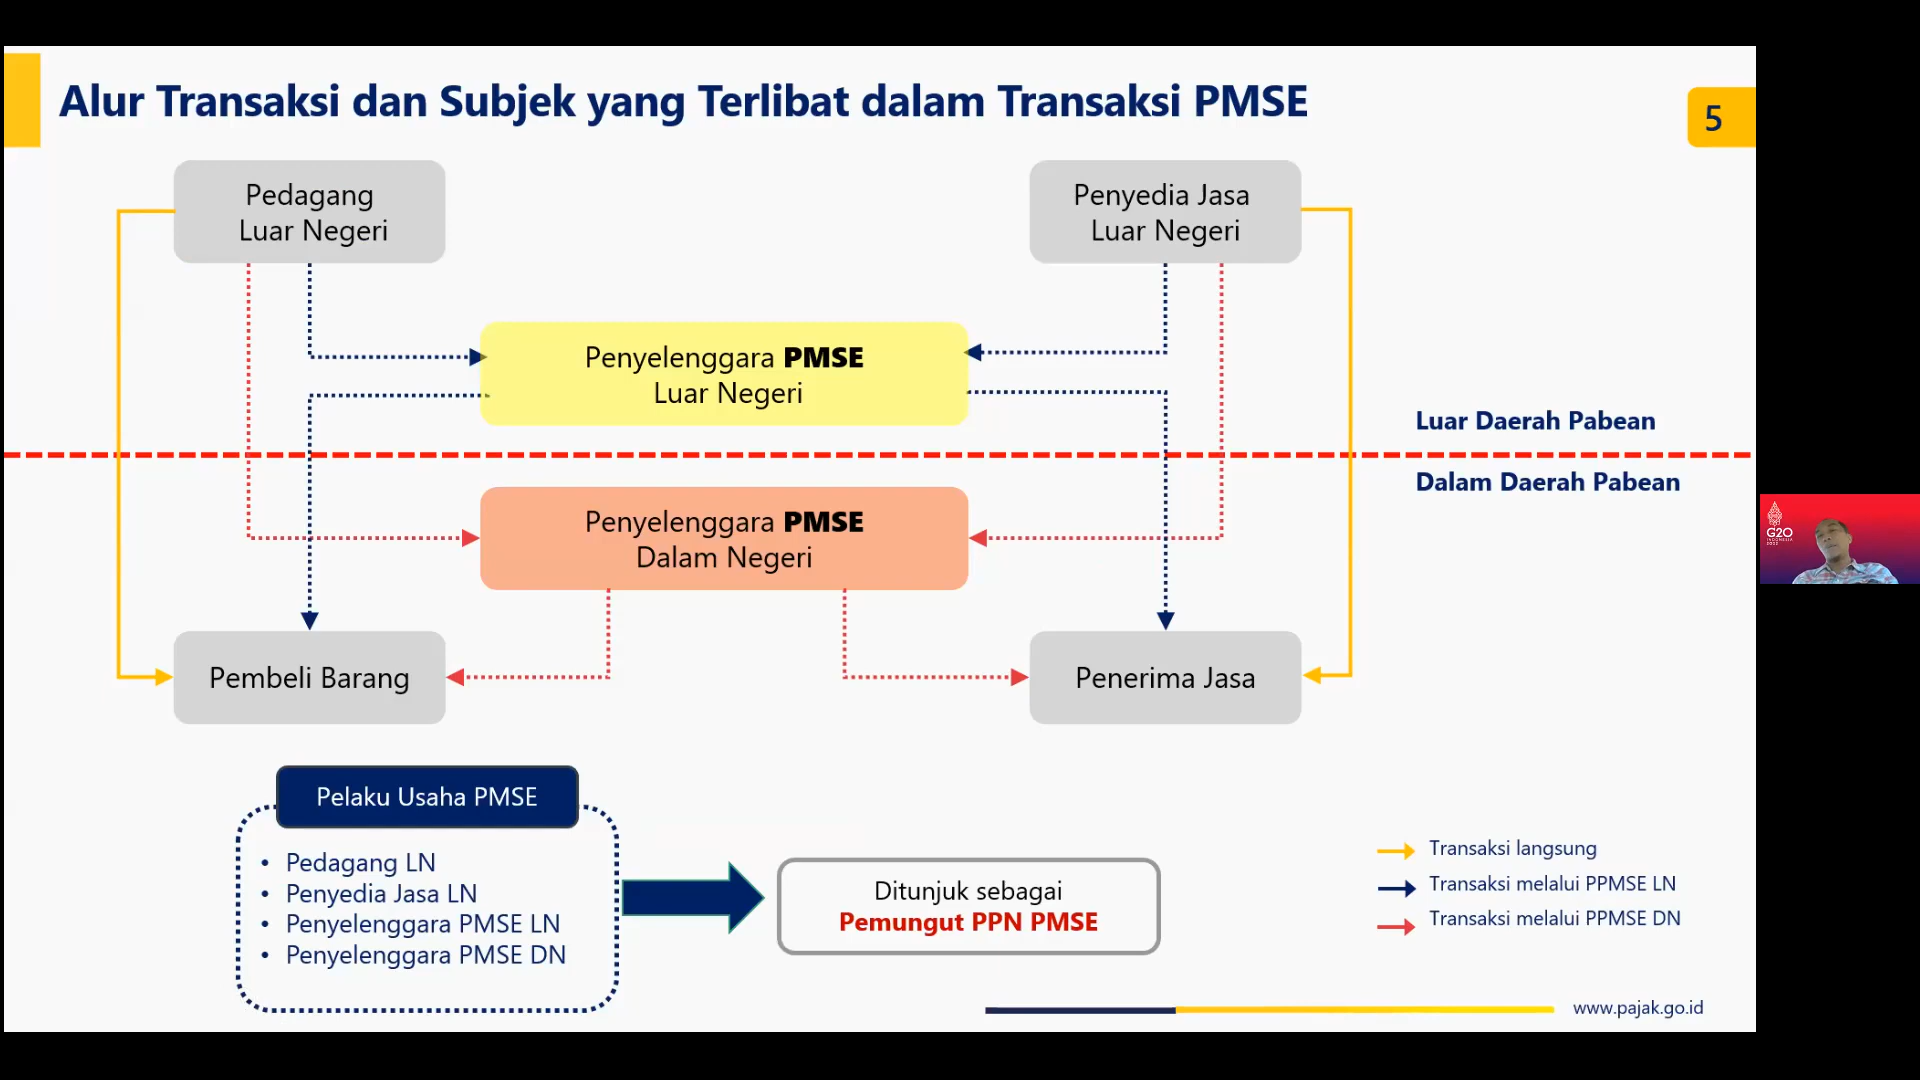 Alur Transaksi dan Subjek yang Terlibat dalam Transaksi PMSE
5
Pedagang
Luar Negeri
Penyedia Jasa
Luar Negeri
Penyelenggara PMSE
Luar Negeri
Luar Daerah Pabean
Dalam Daerah Pabean
Penyelenggara PMSE
Dalam Negeri
Pembeli Barang
Penerima Jasa
Pelaku Usaha PMSE
• Pedagang LN
• Penyedia Jasa LN
• Penyelenggara PMSE LN
• Penyelenggara PMSE DN
Ditunjuk sebagai
Pemungut PPN PMSE
Transaksi langsung
Transaksi melalui PPMSE LN
Transaksi melalui PPMSE DN
www.pajak.go.id
G20
INDONESIA
2022